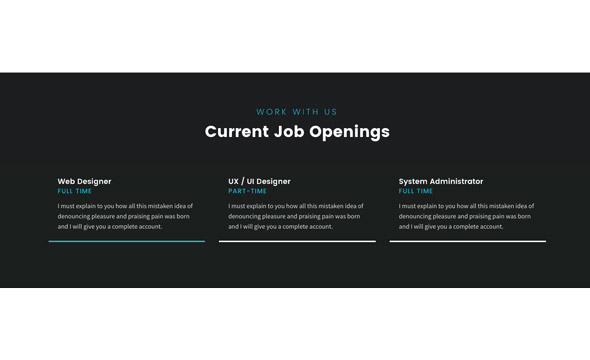 WORK WITH US
Current Job Openings
Web Designer
FULL TIME
I must explain to you how all this mistaken idea of
denouncing pleasure and praising pain was born
and I will give you a complete account.
UX / UI Designer
PART-TIME
I must explain to you how all this mistaken idea of
denouncing pleasure and praising pain was born
and I will give you a complete account.
System Administrator
FULL TIME
I must explain to you how all this mistaken idea of
denouncing pleasure and praising pain was born
and I will give you a complete account.